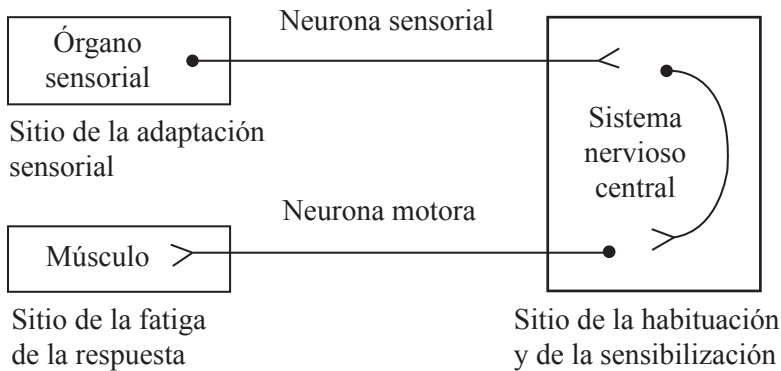 Neurona sensorial
Órgano
sensorial
Sitio de la adaptación
sensorial
Sistema
nervioso
central
Neurona motora
Músculo
Sitio de la fatiga
de la respuesta
Sitio de la habituación
y de la sensibilización